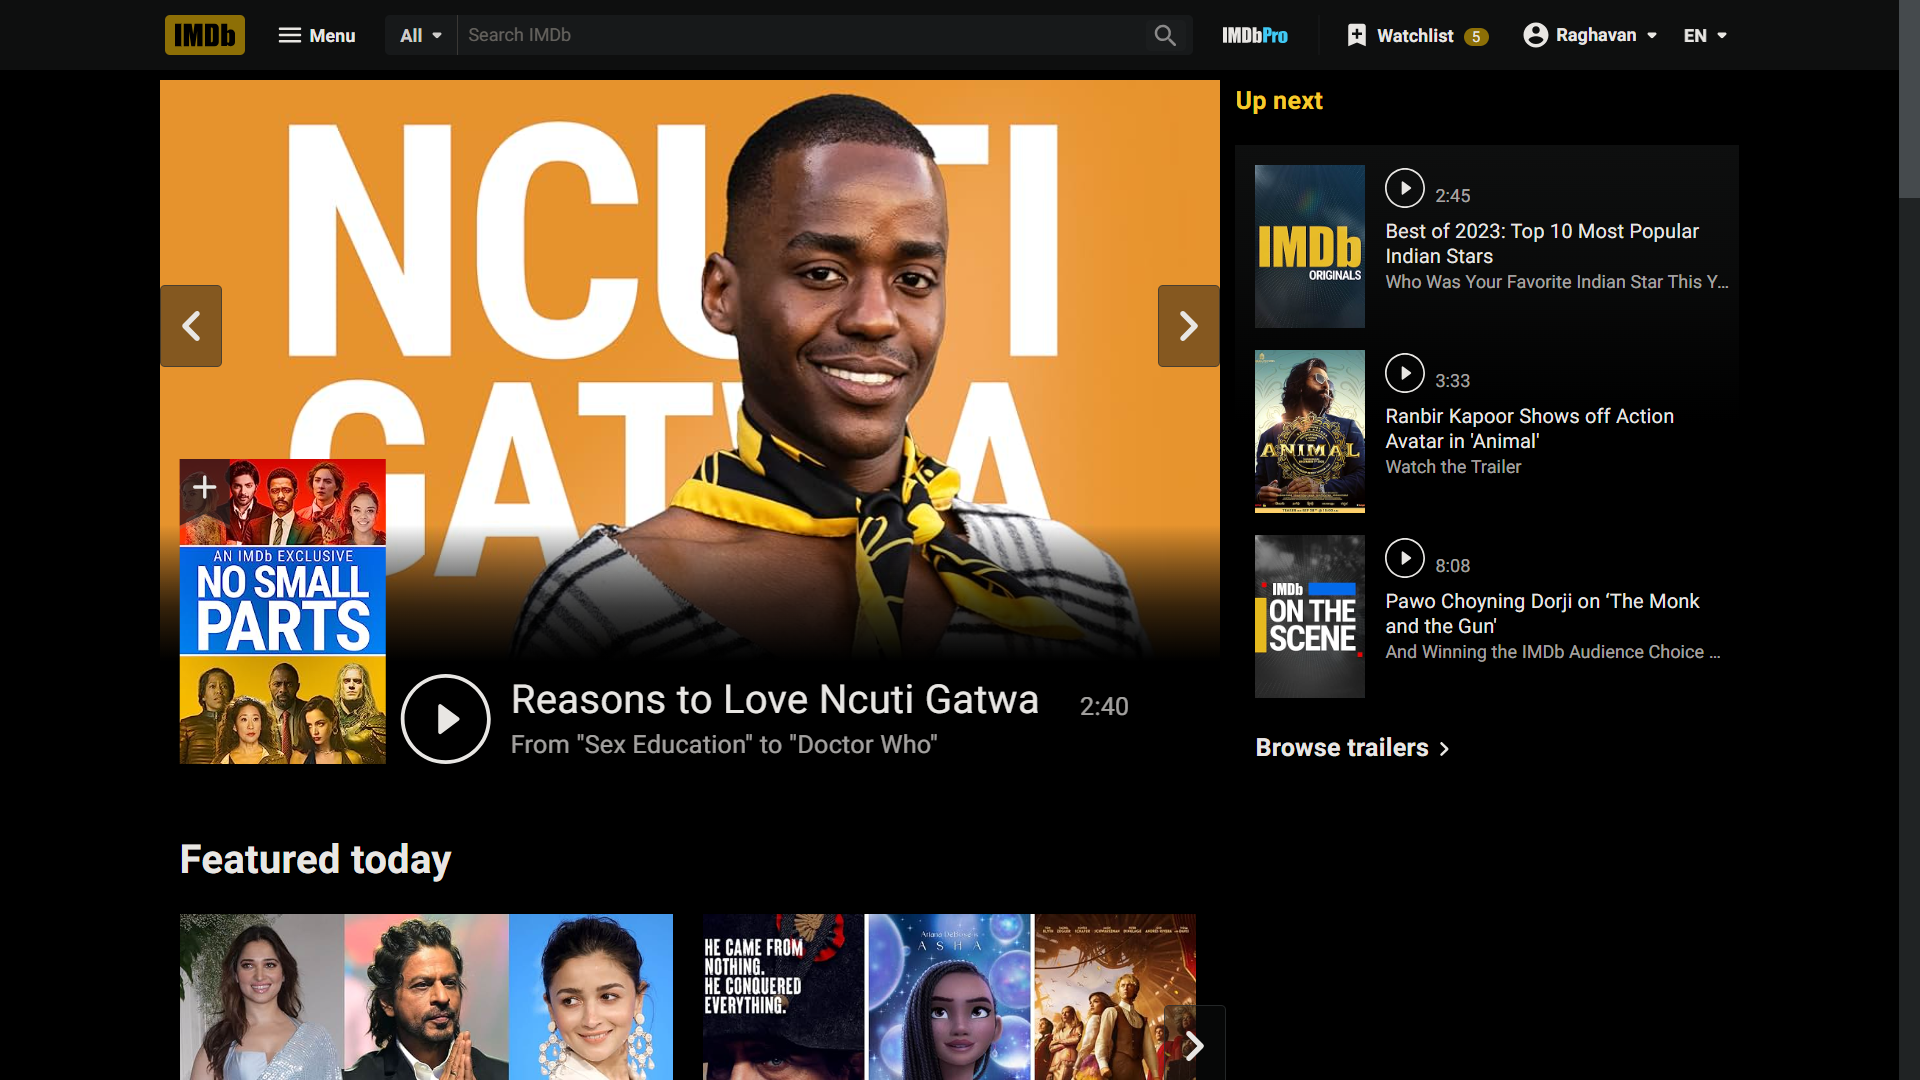 IMDb
Menu
All
Search IMDb
IMDbPro
Watchlist 5
Raghavan
EN
NCUTI
GATWA
AN IMDb EXCLUSIVE
NO SMALL
PARTS
Reasons to Love Ncuti Gatwa
2:40
From "Sex Education" to "Doctor Who"
Up next
IMDb
ORIGINALS
2:45
Best of 2023: Top 10 Most Popular
Indian Stars
Who Was Your Favorite Indian Star This Y...
ANIMAL
3:33
Ranbir Kapoor Shows off Action
Avatar in 'Animal'
Watch the Trailer
IMDb
ON THE
SCENE
8:08
Pawo Choyning Dorji on ‘The Monk
and the Gun'
And Winning the IMDb Audience Choice ...
Browse trailers
Featured today
HE CAME FROM
NOTHING.
HE CONQUERED
EVERYTHING.
Ariana DeBose is
ASHA